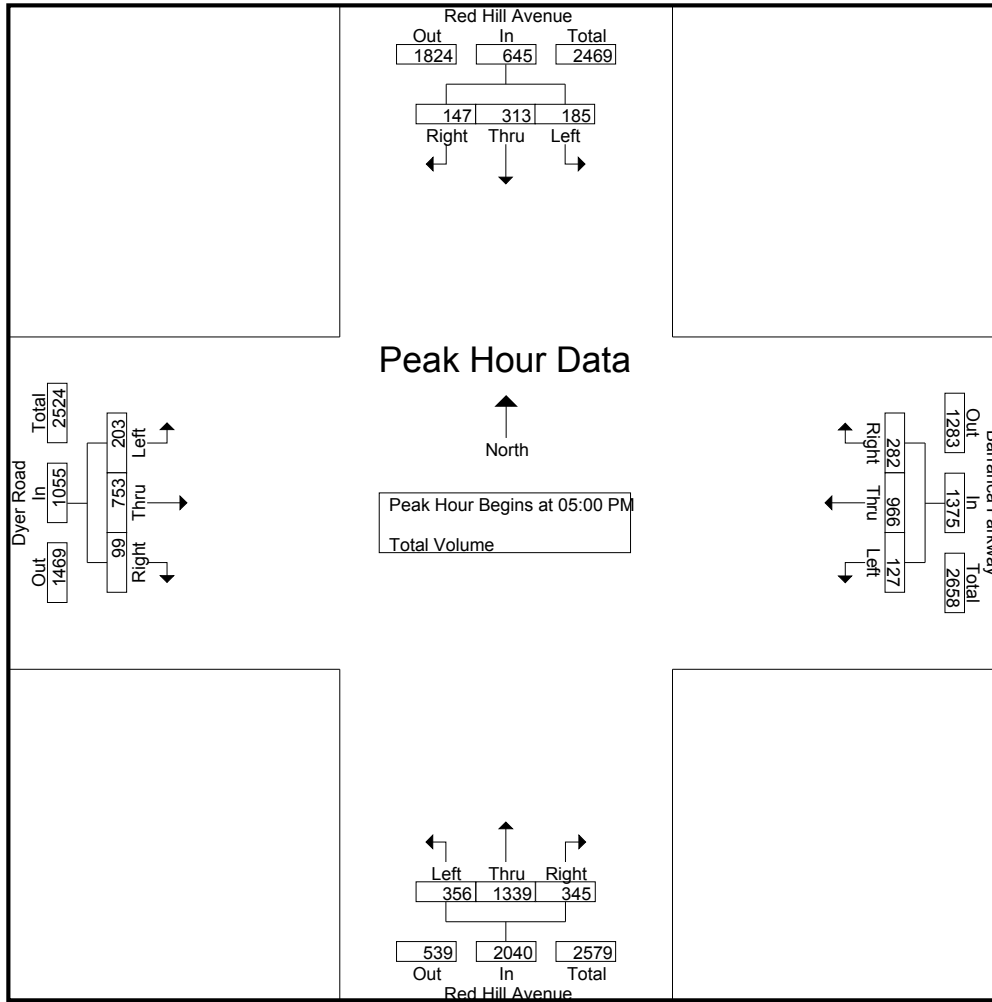 Red Hill Avenue
Out In Total
1824 645 2469
147 313 185
Right Thru Left
Peak Hour Data
North
Peak Hour Begins at 05:00 PM
Total Volume
Dyer Road
Out In Total
1469 1055 2524
99 753 203
Right Thru Left
Barranca Parkway
Out In Total
1283 1375 2658
282 966 127
Right Thru Left
Left Thru Right
356 1339 345
539 2040 2579
Out In Total
Red Hill Avenue